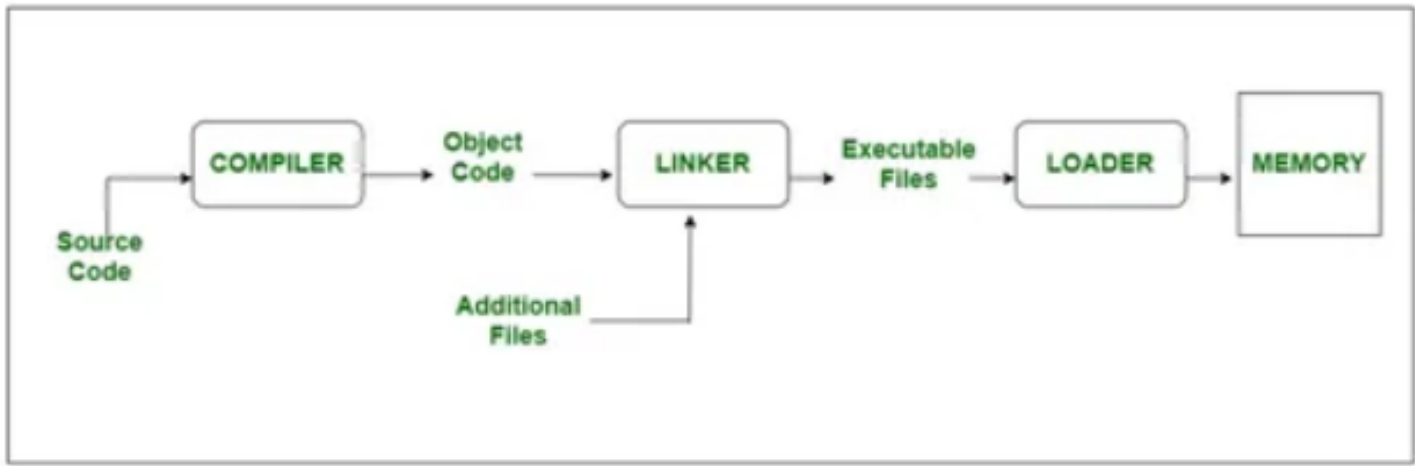 Source
Code
COMPILER
Object
Code
Additional
Files
LINKER
Executable
Files
LOADER
MEMORY